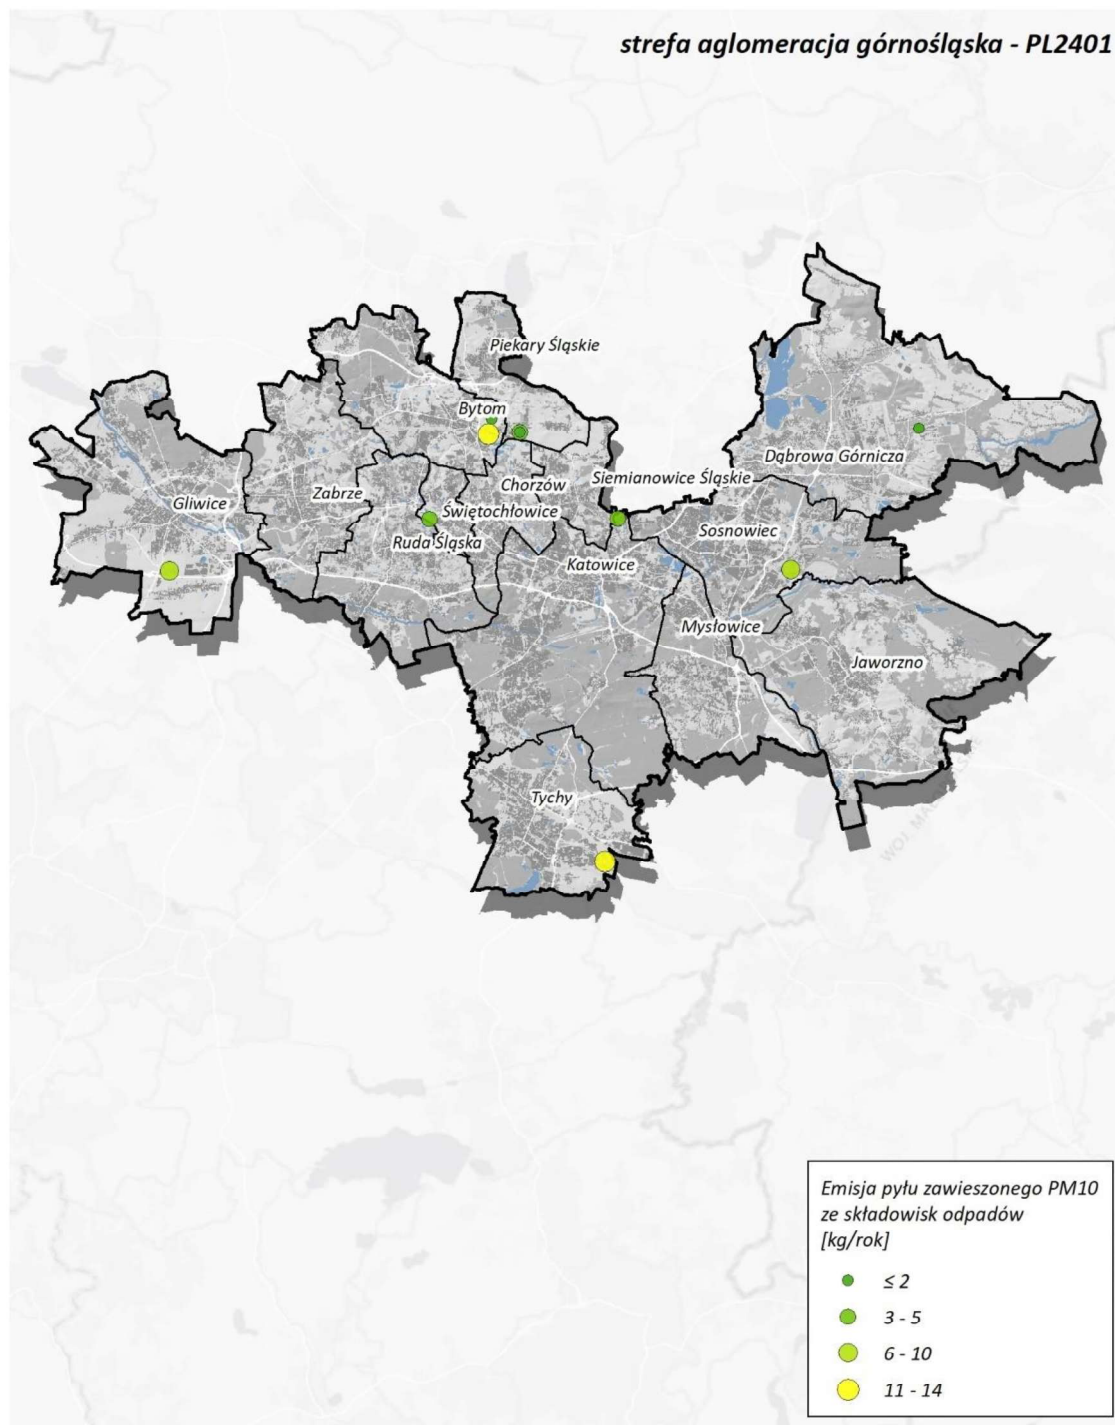 strefa aglomeracja górnośląska - PL2401
Piekary Śląskie
Bytom
Dąbrowa Górnicza
Siemianowice Śląskie
Chorzów
Zabrze
Gliwice
Świętochłowice
Sosnowiec
Ruda Śląska
Katowice
Mysłowice
Jaworzno
Tychy
Emisja pyłu zawieszonego PM10
ze składowisk odpadów
[kg/rok]
≤ 2
3 - 5
6 - 10
11 - 14